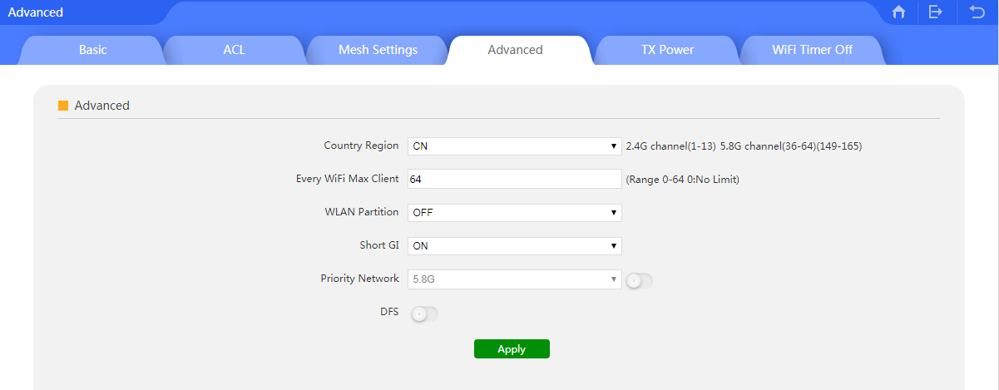 Advanced
Basic ACL Mesh Settings Advanced TX Power WiFi Timer Off
Advanced
Country Region CN 2.4G channel(1-13) 5.8G channel(36-64)(149-165)
Every WiFi Max Client 64 (Range 0-64 0:No Limit)
WLAN Partition OFF
Short GI ON
Priority Network 5.8G
DFS
Apply